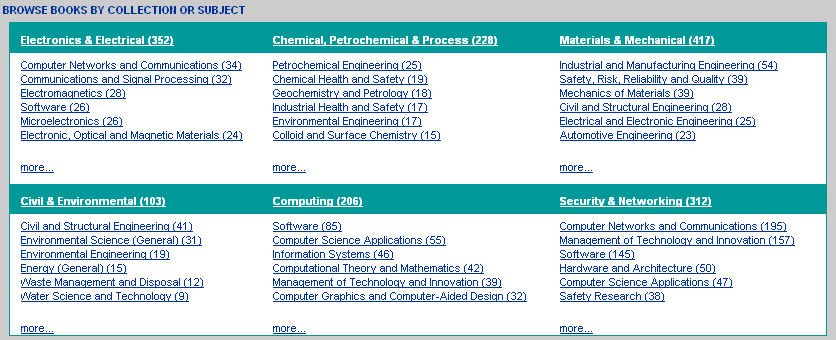 BROWSE BOOKS BY COLLECTION OR SUBJECT
Electronics & Electrical (352)
Computer Networks and Communications (34)
Communications and Signal Processing (32)
Electromagnetics (28)
Software (26)
Microelectronics (26)
Electronic, Optical and Magnetic Materials (24)
more...
Chemical, Petrochemical & Process (228)
Petrochemical Engineering (25)
Chemical Health and Safety (19)
Geochemistry and Petrology (18)
Industrial Health and Safety (17)
Environmental Engineering (17)
Colloid and Surface Chemistry (15)
more...
Materials & Mechanical (417)
Industrial and Manufacturing Engineering (54)
Safety, Risk, Reliability and Quality (39)
Mechanics of Materials (39)
Civil and Structural Engineering (28)
Electrical and Electronic Engineering (25)
Automotive Engineering (23)
more...
Civil & Environmental (103)
Civil and Structural Engineering (41)
Environmental Science (General) (31)
Environmental Engineering (19)
Energy (General) (15)
Waste Management and Disposal (12)
Water Science and Technology (9)
more...
Computing (206)
Software (85)
Computer Science Applications (55)
Information Systems (46)
Computational Theory and Mathematics (42)
Management of Technology and Innovation (39)
Computer Graphics and Computer-Aided Design (32)
more...
Security & Networking (312)
Computer Networks and Communications (195)
Management of Technology and Innovation (157)
Software (145)
Hardware and Architecture (50)
Computer Science Applications (47)
Safety Research (38)
more...